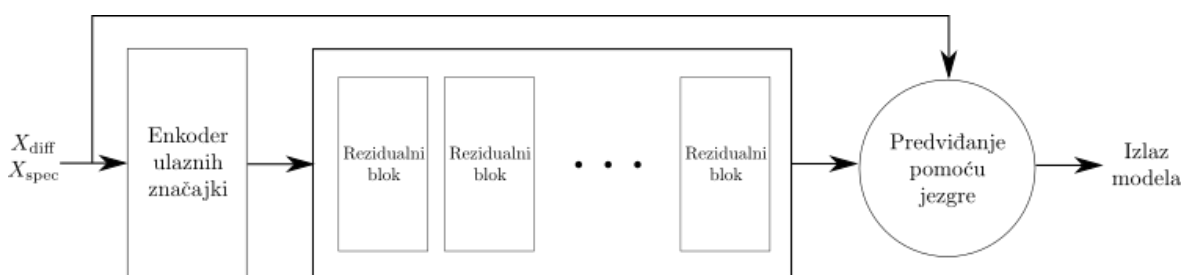 X_diff
X_spec
Enkoder
ulaznih
značajki
Rezidualni
blok
Rezidualni
blok
Rezidualni
blok
Predviđanje
pomoću
jezgre
Izlaz
modela